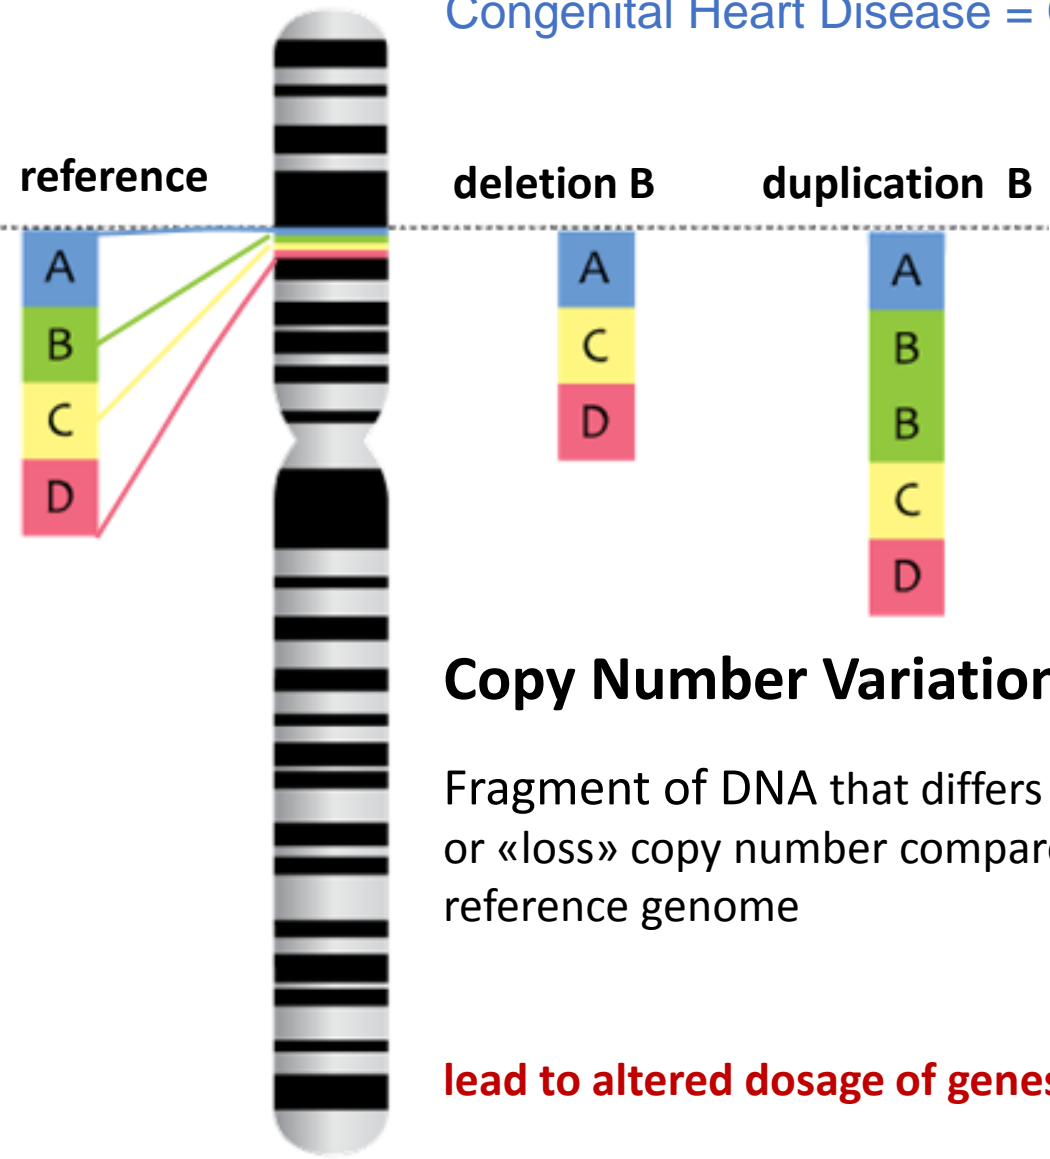 Congenital Heart Disease =
reference
deletion B
duplication B
A
B
C
D
A
C
D
A
B
B
C
D
Copy Number Variation
Fragment of DNA that differs
or «loss» copy number compare
reference genome
lead to altered dosage of genes